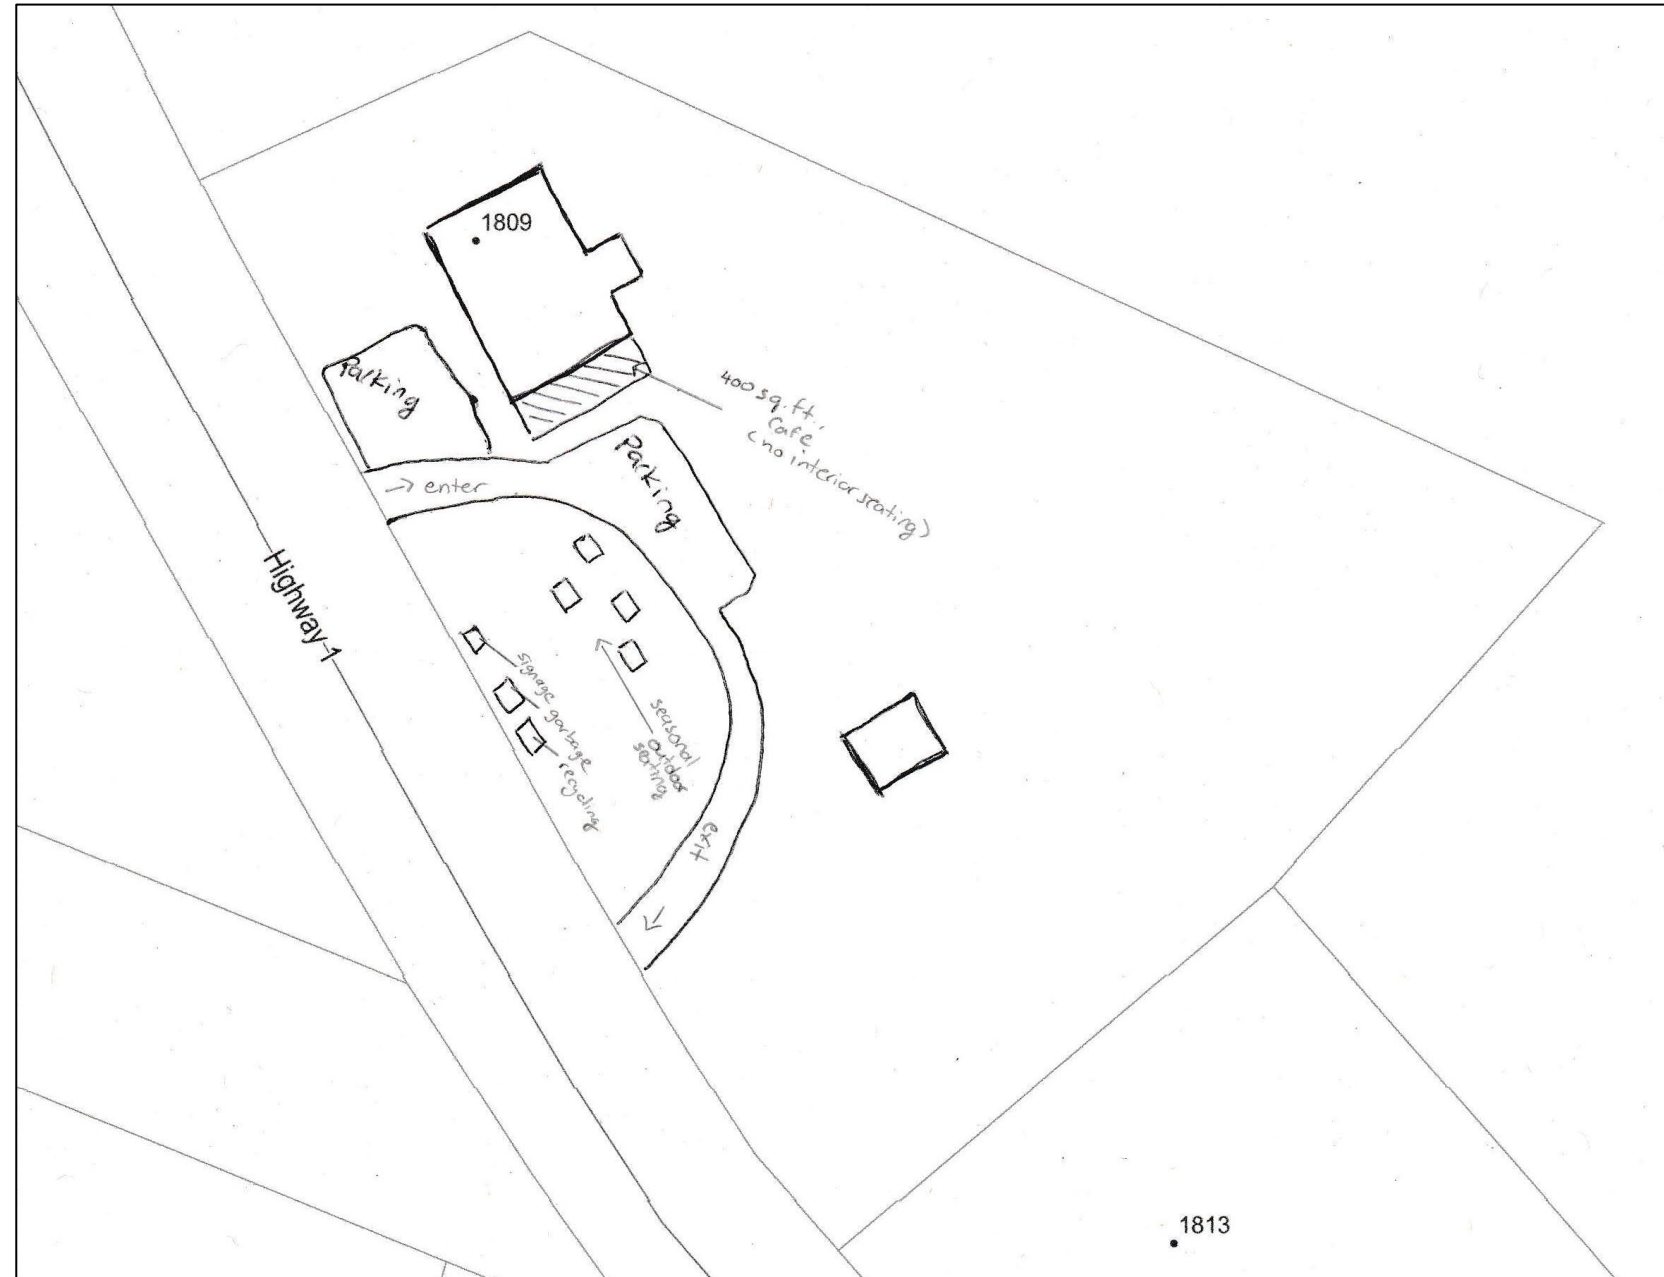 1809
Parking
400 sq. ft.,
Cafe
(no interior seating)
Parking
→ enter
Highway-1
signage
garbage
recycling
seasonal
outdoor
seating
exit
1813